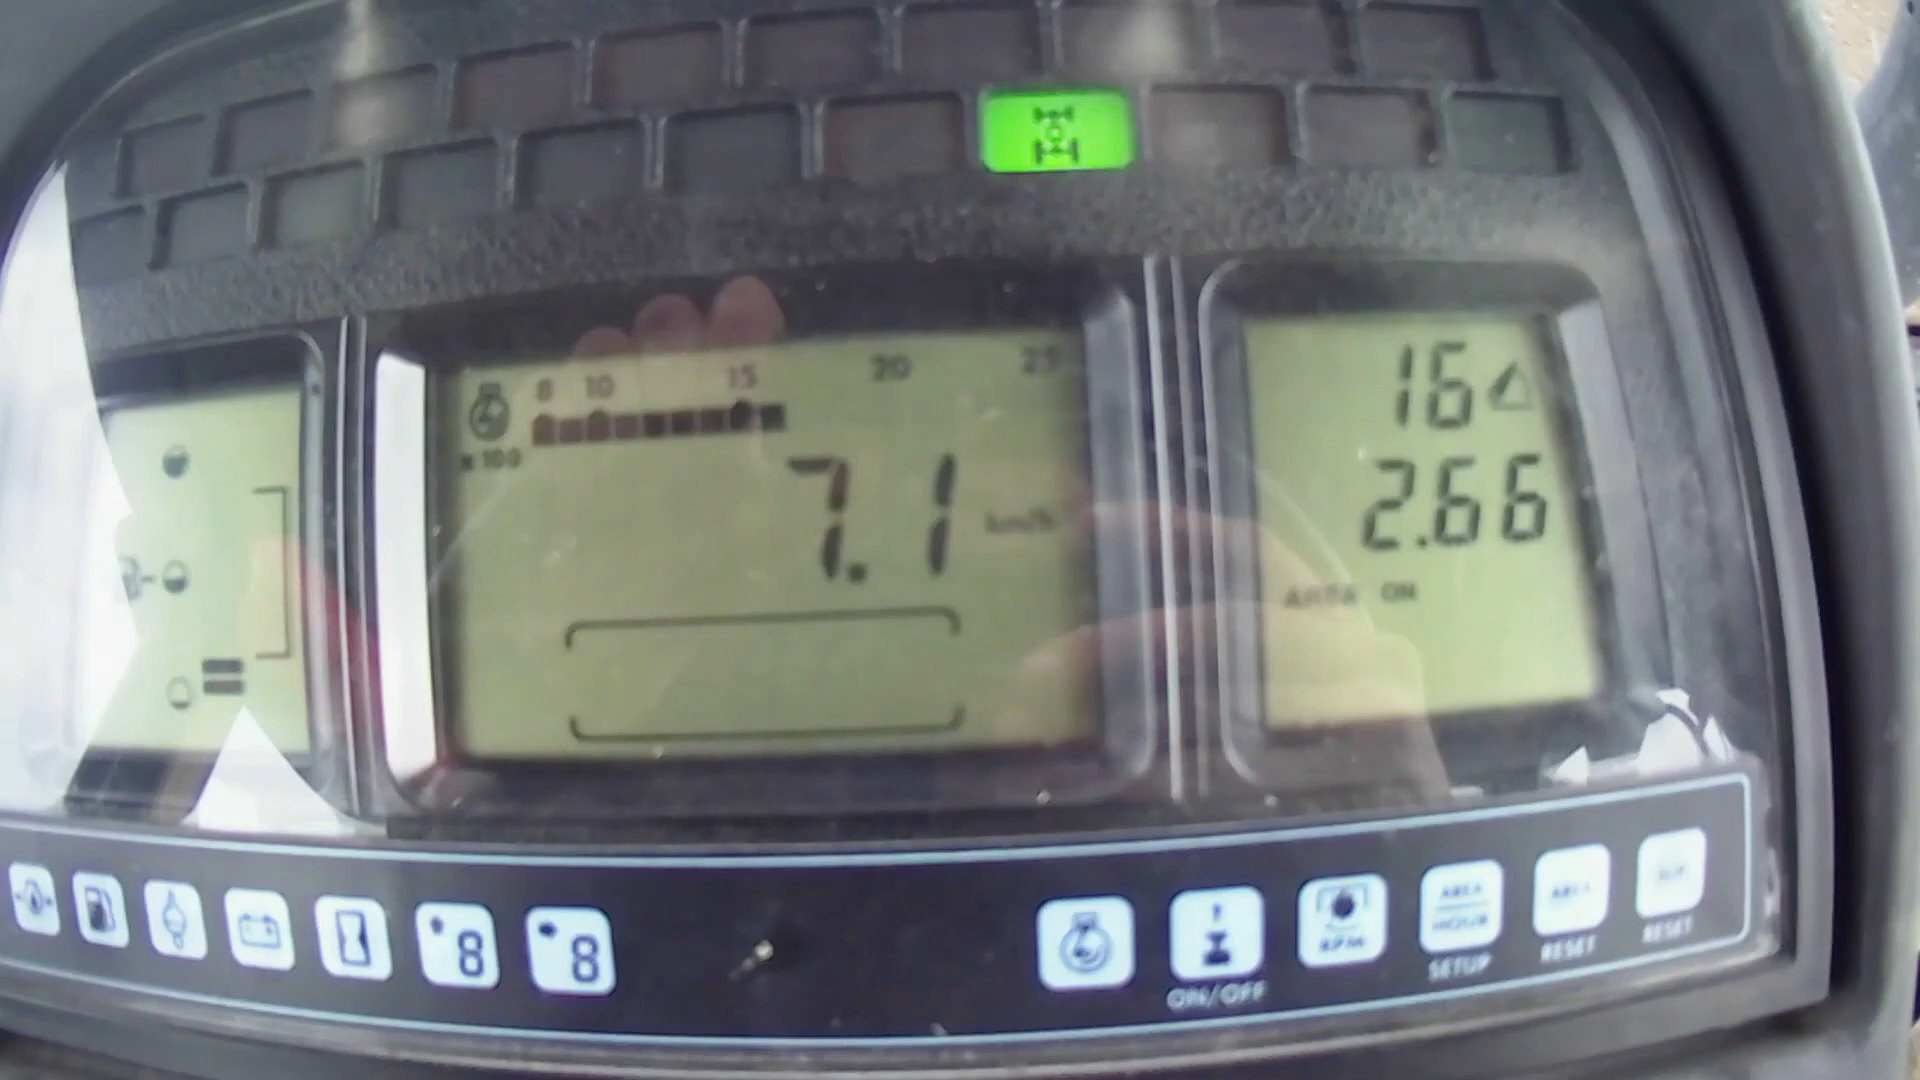 8 10 15 20 25
×100
7.1 km/h
16
2.66
AREA ON
8
8
RPM
AREA
HOUR
AREA
ON/OFF
SETUP
RESET
RESET